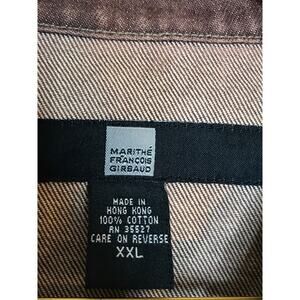 MARITHÉ
FRANÇOIS
GIRBAUD
MADE IN
HONG KONG
100% COTTON
RN 35527
CARE ON REVERSE
XXL